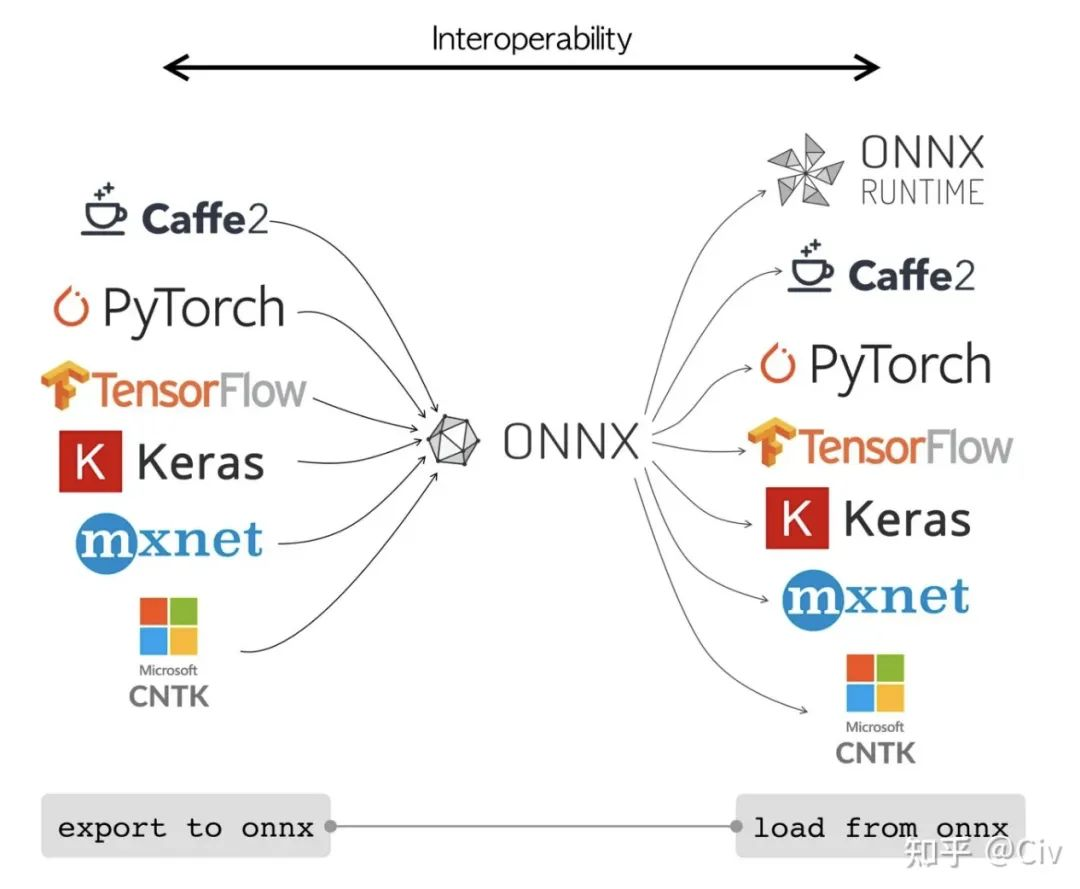 Interoperability
Caffe2
PyTorch
TensorFlow
K Keras
mxnet
Microsoft
CNTK
ONNX
ONNX
RUNTIME
Caffe2
PyTorch
TensorFlow
K Keras
mxnet
Microsoft
CNTK
export to onnx
load from onnx
知乎 @Civ